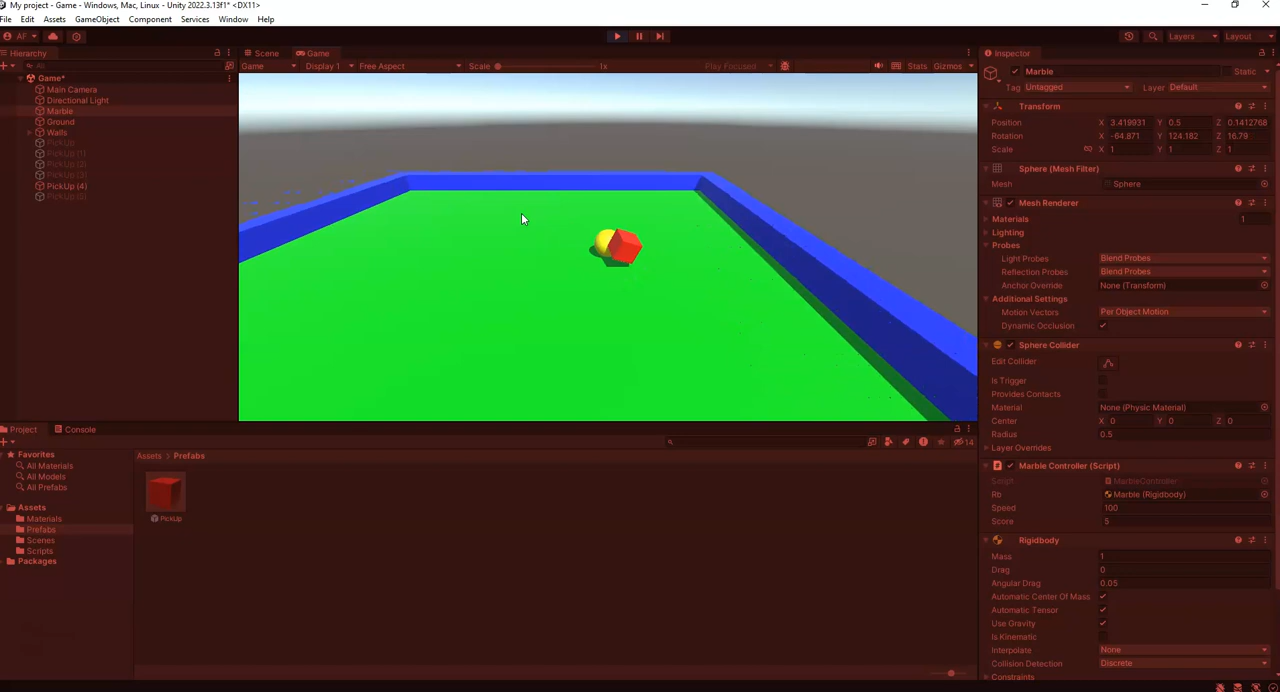 My project - Game - Windows, Mac, Linux - Unity 2022.3.13f1* <DX11>
File Edit Assets GameObject Component Services Window Help
AF Layers Layout
Hierarchy Scene Game Inspector
All Game Display 1 Free Aspect Scale 1x Play Focused Stats Gizmos Marble Static
Game* Tag Untagged Layer Default
Main Camera
Directional Light
Marble
Ground
Walls
PickUp
PickUp (1)
PickUp (2)
PickUp (3)
PickUp (4)
PickUp (5)
Transform
Position X 3.419931 Y 0.5 Z 0.1412768
Rotation X -64.871 Y 124.182 Z 16.79
Scale X 1 Y 1 Z 1
Sphere (Mesh Filter)
Mesh Sphere
Mesh Renderer
Materials 1
Lighting
Probes
Light Probes Blend Probes
Reflection Probes Blend Probes
Anchor Override None (Transform)
Additional Settings
Motion Vectors Per Object Motion
Dynamic Occlusion
Sphere Collider
Edit Collider
Is Trigger
Provides Contacts
Material None (Physic Material)
Center X 0 Y 0 Z 0
Radius 0.5
Layer Overrides
Marble Controller (Script)
Script MarbleController
Rb Marble (Rigidbody)
Speed 100
Score 5
Rigidbody
Mass 1
Drag 0
Angular Drag 0.05
Automatic Center Of Mass
Automatic Tensor
Use Gravity
Is Kinematic
Interpolate None
Collision Detection Discrete
Constraints
Project Console
14
Favorites
All Materials
All Models
All Prefabs
Assets
Materials
Prefabs
Scenes
Scripts
Packages
Assets > Prefabs
PickUp